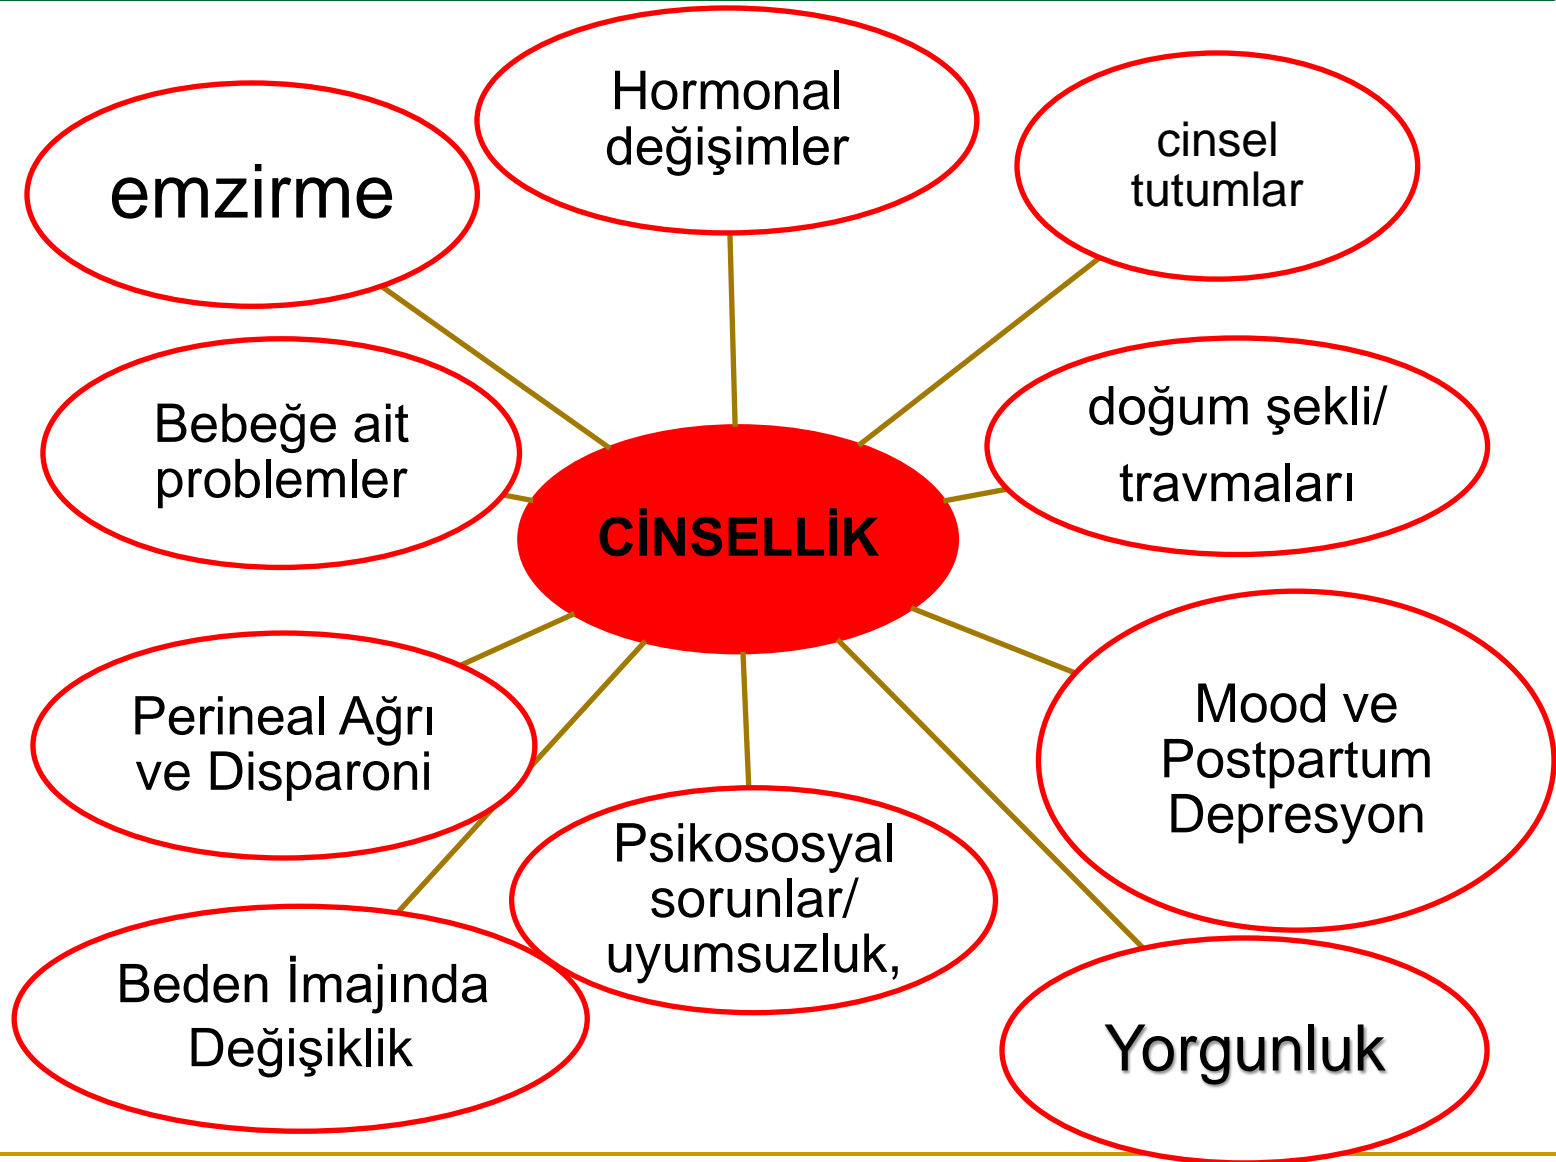 Hormonal
değişimler
cinsel
tutumlar
emzirme
Bebeğe ait
problemler
doğum şekli/
travmaları
CİNSELLİK
Perineal Ağrı
ve Disparoni
Mood ve
Postpartum
Depresyon
Psikososyal
sorunlar/
uyumsuzluk,
Beden İmajında
Değişiklik
Yorgunluk